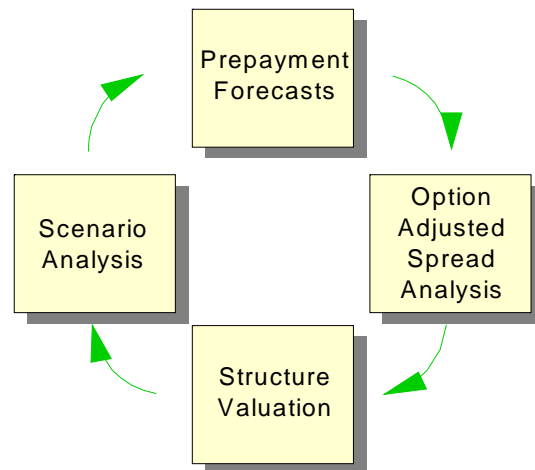 Prepayment
Forecasts
Option
Adjusted
Spread
Analysis
Structure
Valuation
Scenario
Analysis